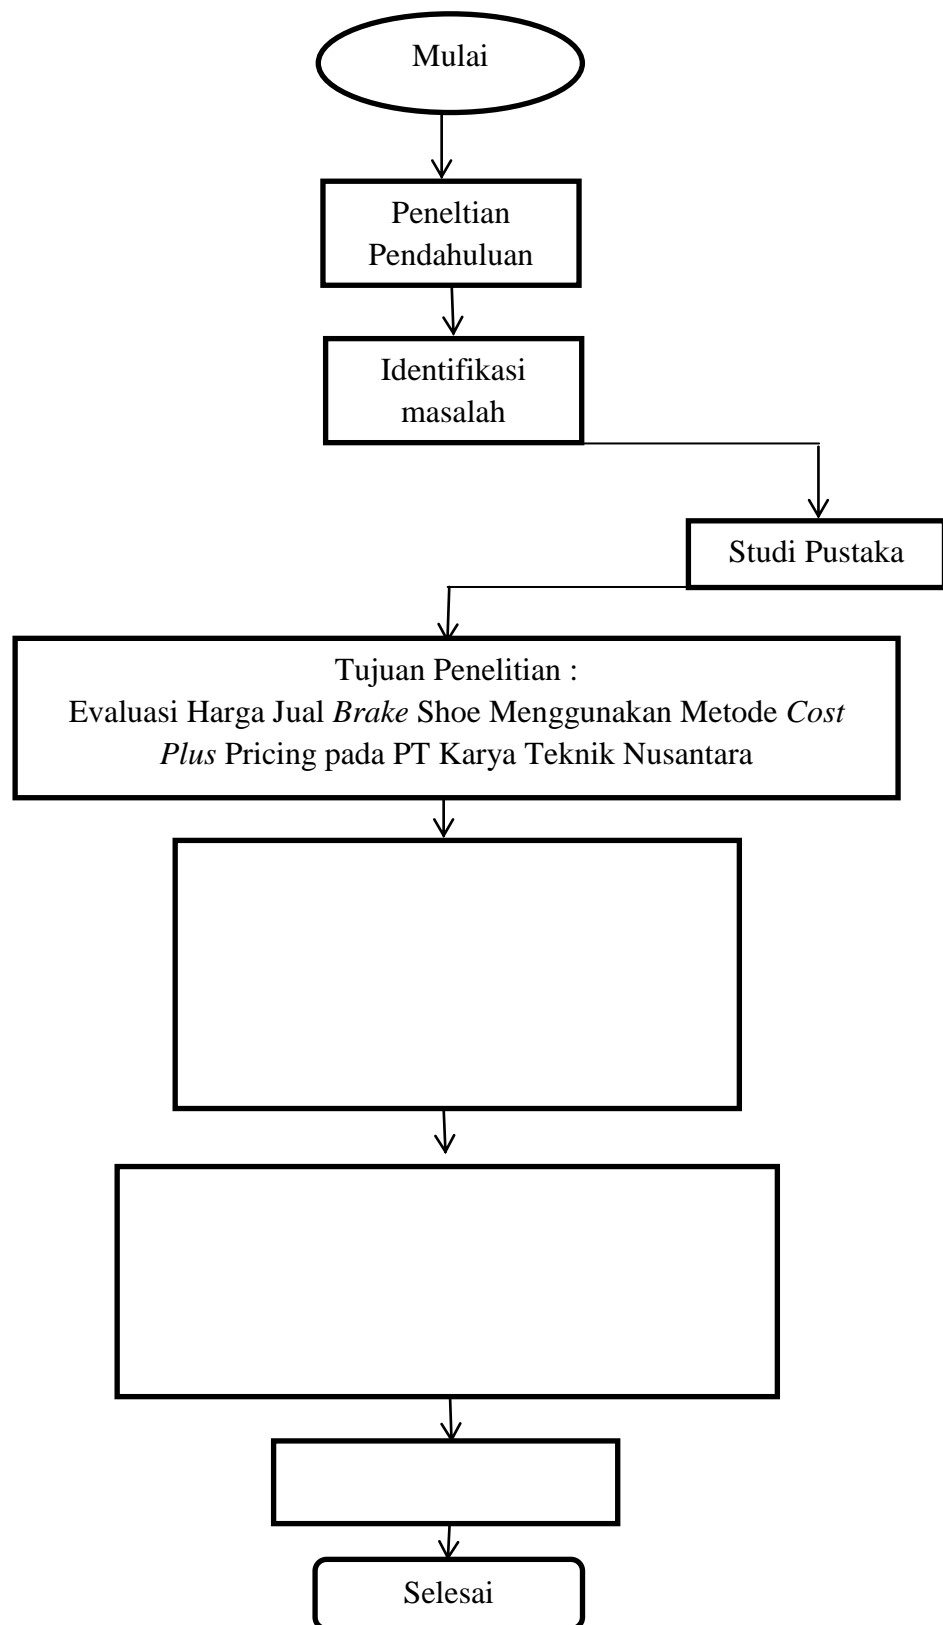 Mulai
Peneltian
Pendahuluan
Identifikasi
masalah
Studi Pustaka
Tujuan Penelitian :
Evaluasi Harga Jual Brake Shoe Menggunakan Metode Cost
Plus Pricing pada PT Karya Teknik Nusantara
Selesai